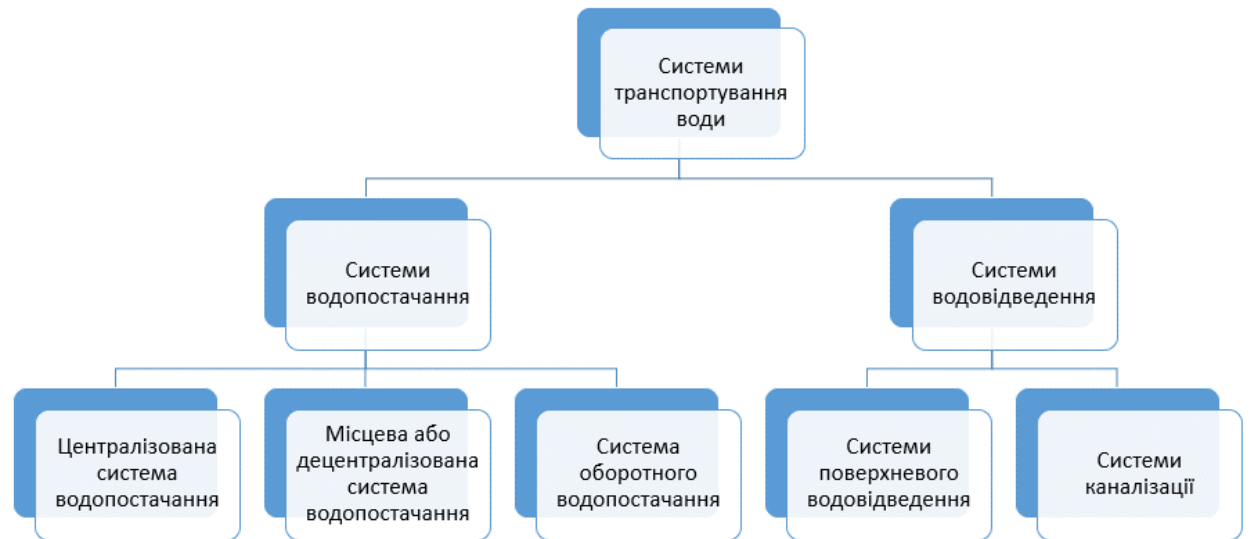 Системи
транспортування
води
Системи
водопостачання
Системи
водовідведення
Централізована
система
водопостачання
Місцева або
децентралізована
система
водопостачання
Система
оборотного
водопостачання
Системи
поверхневого
водовідведення
Системи
каналізації